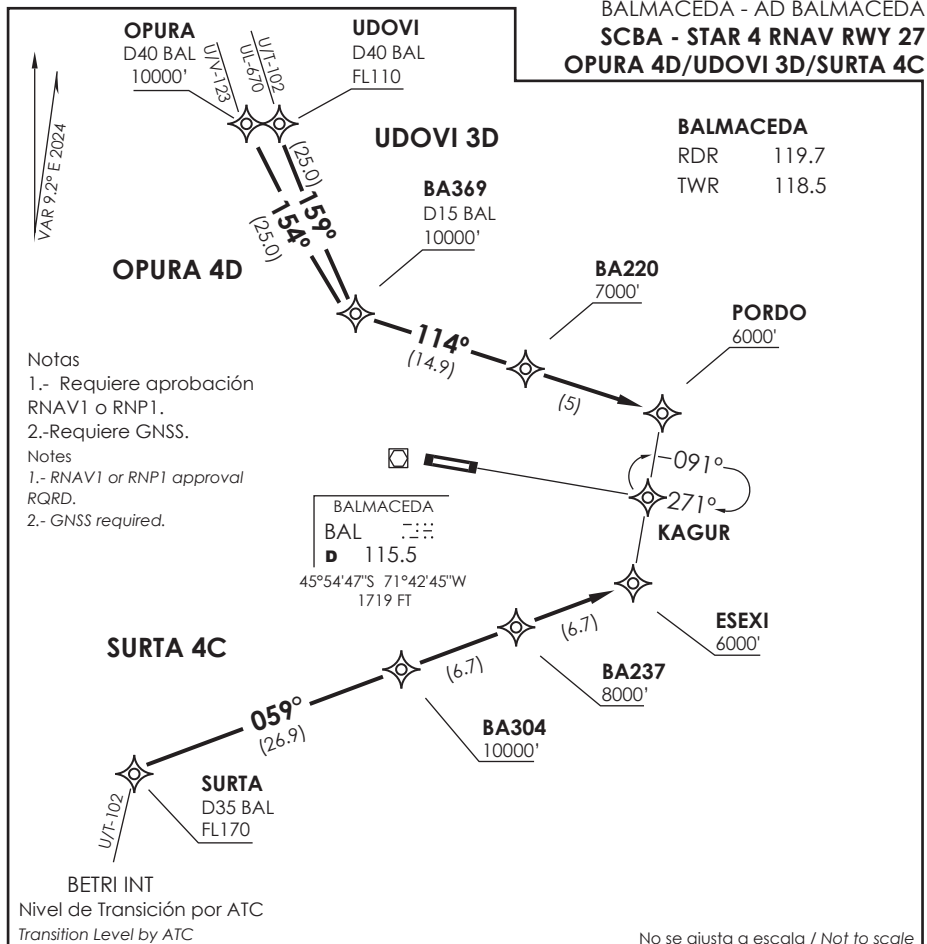 BALMACEDA - AD BALMACEDA
SCBA - STAR 4 RNAV RWY 27
OPURA 4D/UDOVI 3D/SURTA 4C
OPURA
D40 BAL
10000'
U/V-123
U/T-102
UL-670
UDOVI
D40 BAL
FL110
VAR 9.2° E 2024
UDOVI 3D
BALMACEDA
RDR 119.7
TWR 118.5
(25.0)
159°
154°
(25.0)
BA369
D15 BAL
10000'
OPURA 4D
BA220
7000'
PORDO
6000'
114°
(14.9)
(5)
Notas
1.- Requiere aprobación
RNAV1 o RNP1.
2.-Requiere GNSS.
Notes
1.- RNAV1 or RNP1 approval
RQRD.
2.- GNSS required.
091°
271°
KAGUR
BALMACEDA
BAL
D 115.5
45°54'47"S 71°42'45"W
1719 FT
SURTA 4C
ESEXI
6000'
(6.7)
(6.7)
BA237
8000'
BA304
10000'
059°
(26.9)
SURTA
D35 BAL
FL170
U/T-102
BETRI INT
Nivel de Transición por ATC
Transition Level by ATC
No se ajusta a escala / Not to scale